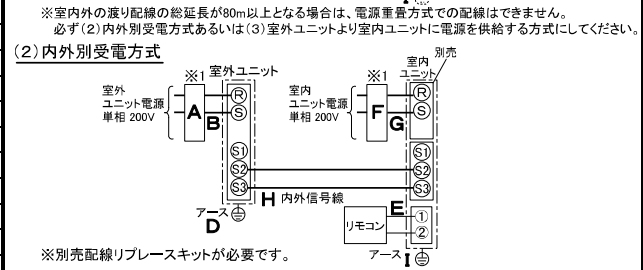 ※室内外の渡り配線の総延長が80m以上となる場合は、電源重畳方式での配線はできません。
必ず(2)内外別受電方式あるいは(3)室外ユニットより室内ユニットに電源を供給する方式にしてください。
(2)内外別受電方式
※1 室外ユニット
室外
ユニット電源
単相 200V
A
B
R
S
S1
S2
S3
アース
D
※1
室内
ユニット
別売
室内
ユニット電源
単相 200V
F
G
R
S
S1
S2
S3
H 内外信号線
E
リモコン
①
②
アース I
※別売配線リプレースキットが必要です。